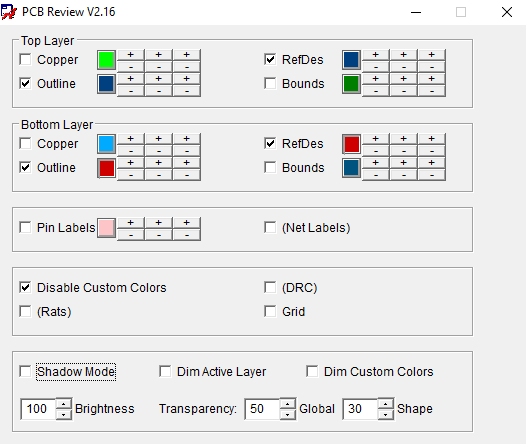 PCB Review V2.16
Top Layer
Copper + + + RefDes + + +
- - - - - -
Outline + + + Bounds + + +
- - - - - -
Bottom Layer
Copper + + + RefDes + + +
- - - - - -
Outline + + + Bounds + + +
- - - - - -
Pin Labels + + + (Net Labels)
- - -
Disable Custom Colors (DRC)
(Rats) Grid
Shadow Mode Dim Active Layer Dim Custom Colors
100 Brightness Transparency: 50 Global 30 Shape